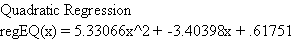 Quadratic Regression
regEQ(x) = 5.33066x^2 + -3.40398x + .61751